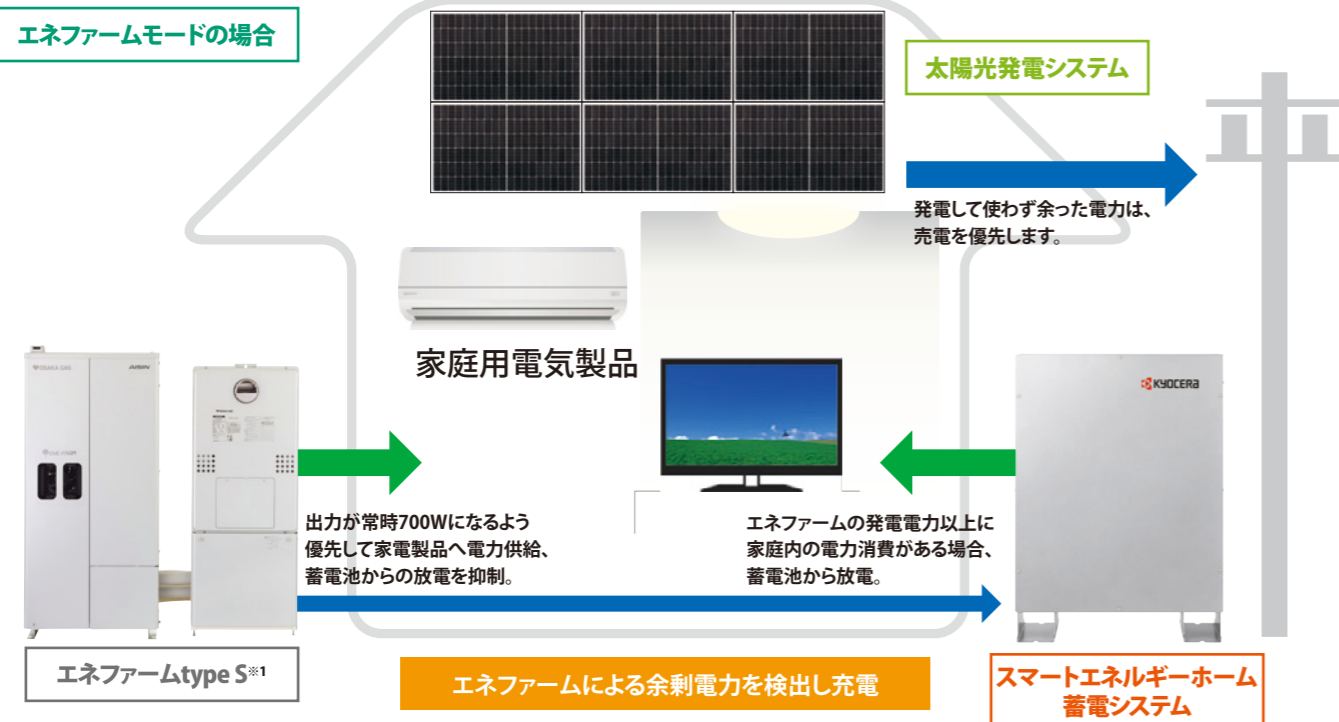 エネファームモードの場合
太陽光発電システム
発電して使わず余った電力は、
売電を優先します。
家庭用電気製品
OSAKA GAS
AISIN
KYOCERA
出力が常時700Wになるよう
優先して家電製品へ電力供給、
蓄電池からの放電を抑制。
エネファームの発電電力以上に
家庭内の電力消費がある場合、
蓄電池から放電。
エネファームtype S※1
エネファームによる余剰電力を検出し充電
スマートエネルギーホーム
蓄電システム